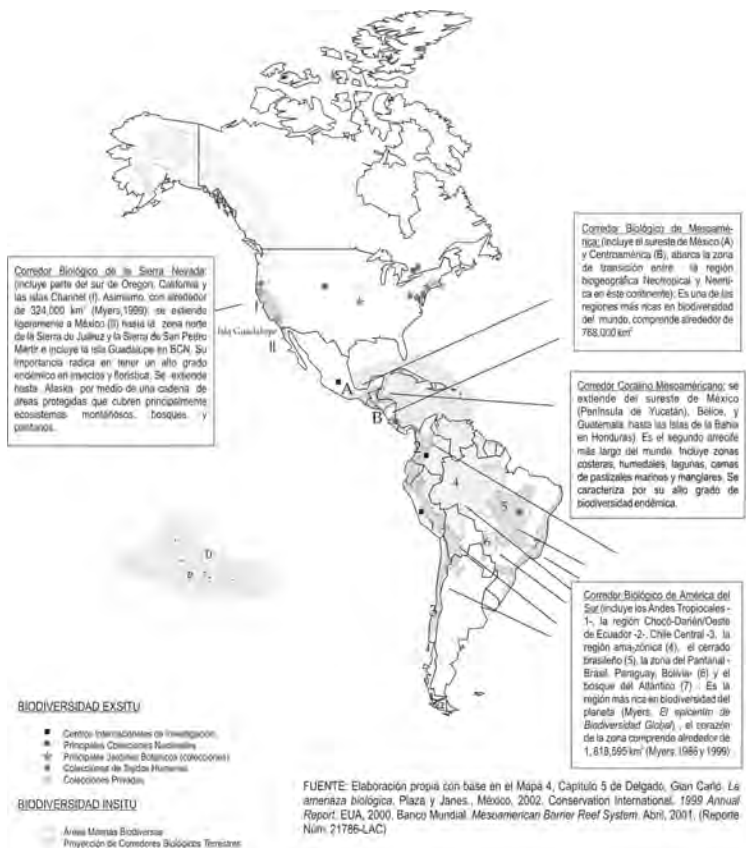 Corredor Biológico de Mesoamé-
rica: (incluye el sureste de México (A)
y Centroamérica (B), abarca la zona
de transición entre la región
biogeográfica Neotropical y Neerti-
ca en este continente). Es una de las
regiones más ricas en biodiversidad
del mundo, comprende alrededor de
768,000 km²
Corredor Biológico de la Sierra Nevada:
(incluye parte del sur de Oregon, California y
las islas Channel (I). Asimismo, con alrededor
de 324,000 km² (Myers,1999), se extiende
ligeramente a México (II) hasta la zona norte
de la Sierra de Juáruz y la Sierra de San Pedro
Mártir e incluye la isla Guadalupe en BCN. Su
importancia radica en tener un alto grado
endémico en insectos y florística. Se extiende
hasta Alaska por medio de una cadena de
áreas protegidas que cubren principalmente
ecosistemas montañosos, bosques y
pantanos.
I
Isla Guadalupe
II
A
B
Corredor Coralino Mesoaméricano: se
extiende del sureste de México
(Península de Yucatán), Bélice, y
Guatemala, hasta las Islas de la Bahía
en Honduras). Es el segundo arrecife
más largo del mundo. Incluye zonas
costeras, humedales, lagunas, camas
de pastizales marinos y manglares. Se
caracteriza por su alto grado de
biodiversidad endémica.
2
4
5
1
6
7
3
D
Corredor Biológico de América del
Sur (incluye los Andes Tropicales -
1-, la región Chocó-Darién/Oeste
de Ecuador -2-, Chile Central -3, la
región ama-zónica (4), el cerrado
brasileño (5), la zona del Pantanal -
Brasil, Paraguay, Bolivia- (6) y el
bosque del Atlántico (7) . Es la
región más rica en biodiversidad del
planeta (Myers, El epicentro de
Biodiversidad Global) , el corazón
de la zona comprende alrededor de
1,818,595 km² (Myers, 1988 y 1999)
BIODIVERSIDAD EXSITU
Centros Internacionales de Investigación
Principales Colecciones Nacionales
Principales Jardines Botánicos (colecciones)
Colecciones de Tejidos Humanos
Colecciones Privadas
BIODIVERSIDAD INSITU
Áreas Mismas Biodiversas
Proyección de Corredores Biológicos Terrestres
FUENTE: Elaboración propia con base en el Mapa 4, Capítulo 5 de Delgado, Gian Carlo. La
amenaza biológica. Plaza y Janes., México, 2002. Conservation International. 1999 Annual
Report. EUA, 2000. Banco Mundial. Mesoamerican Barrier Reef System. Abril, 2001. (Reporte
Núm. 21786-LAC)